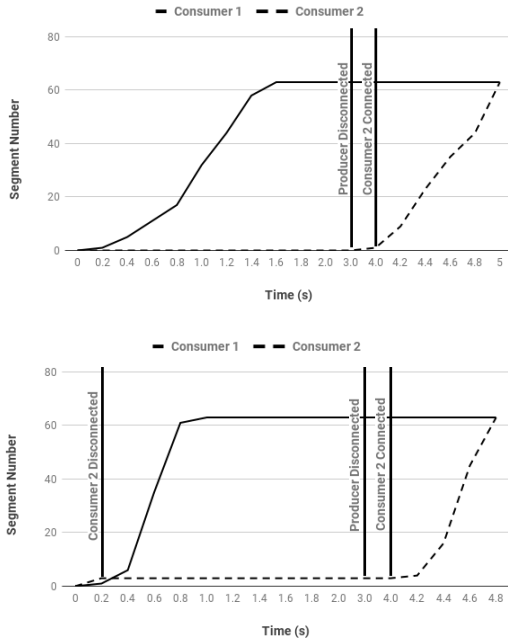 Consumer 1 Consumer 2
80
60
40
20
0
Segment Number
Producer Disconnected
Consumer 2 Connected
0 0.2 0.4 0.6 0.8 1.0 1.2 1.4 1.6 1.8 2.0 3.0 4.0 4.2 4.4 4.6 4.8 5
Time (s)
Consumer 1 Consumer 2
80
60
40
20
0
Segment Number
Consumer 2 Disconnected
Producer Disconnected
Consumer 2 Connected
0 0.2 0.4 0.6 0.8 1.0 1.2 1.4 1.6 1.8 2.0 3.0 4.0 4.2 4.4 4.6 4.8
Time (s)